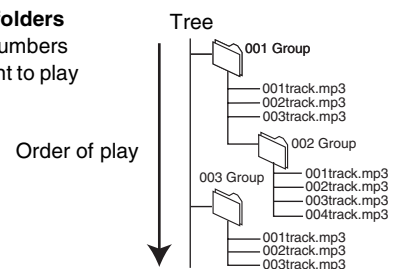 olders
umbers
nt to play
Tree
001 Group
001track.mp3
002track.mp3
003track.mp3
Order of play
002 Group
001track.mp3
002track.mp3
003track.mp3
004track.mp3
003 Group
001track.mp3
002track.mp3
003track.mp3